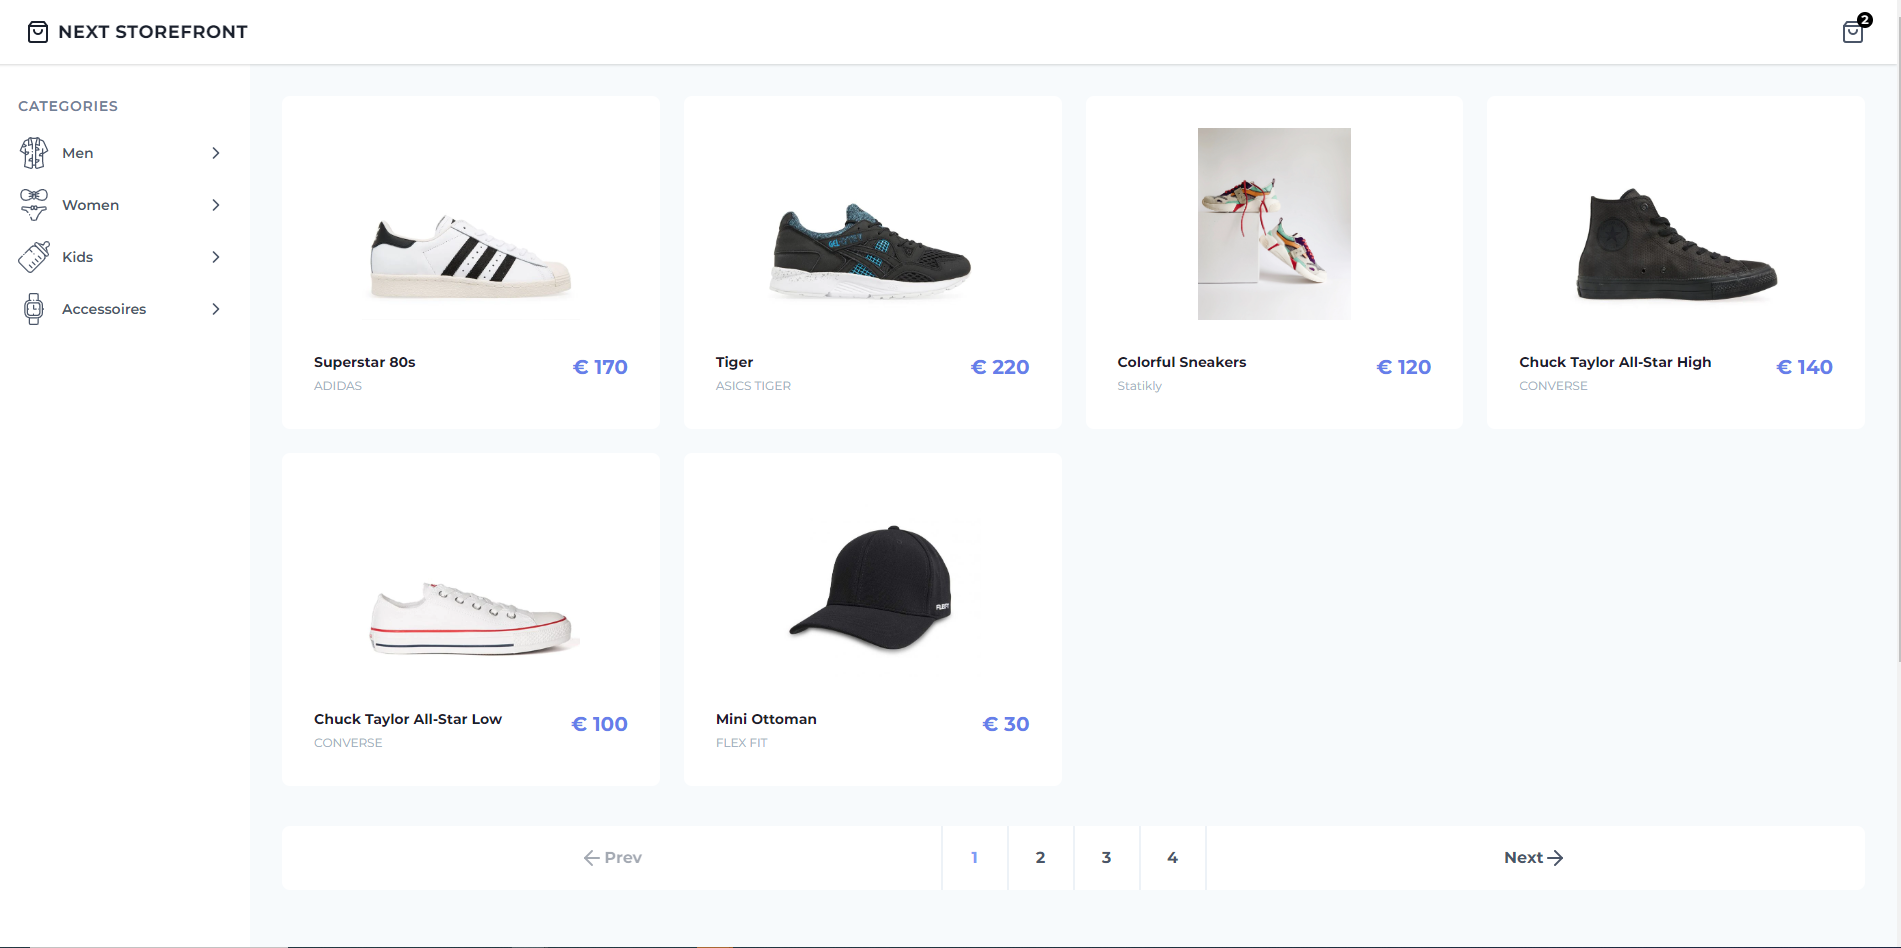 NEXT STOREFRONT
2
CATEGORIES
Men
Women
Kids
Accessoires
Superstar 80s
€ 170
ADIDAS
GEL
Tiger
€ 220
ASICS TIGER
Colorful Sneakers
€ 120
Statikly
Chuck Taylor All-Star High
€ 140
CONVERSE
Chuck Taylor All-Star Low
€ 100
CONVERSE
Mini Ottoman
€ 30
FLEX FIT
Prev
1
2
3
4
Next